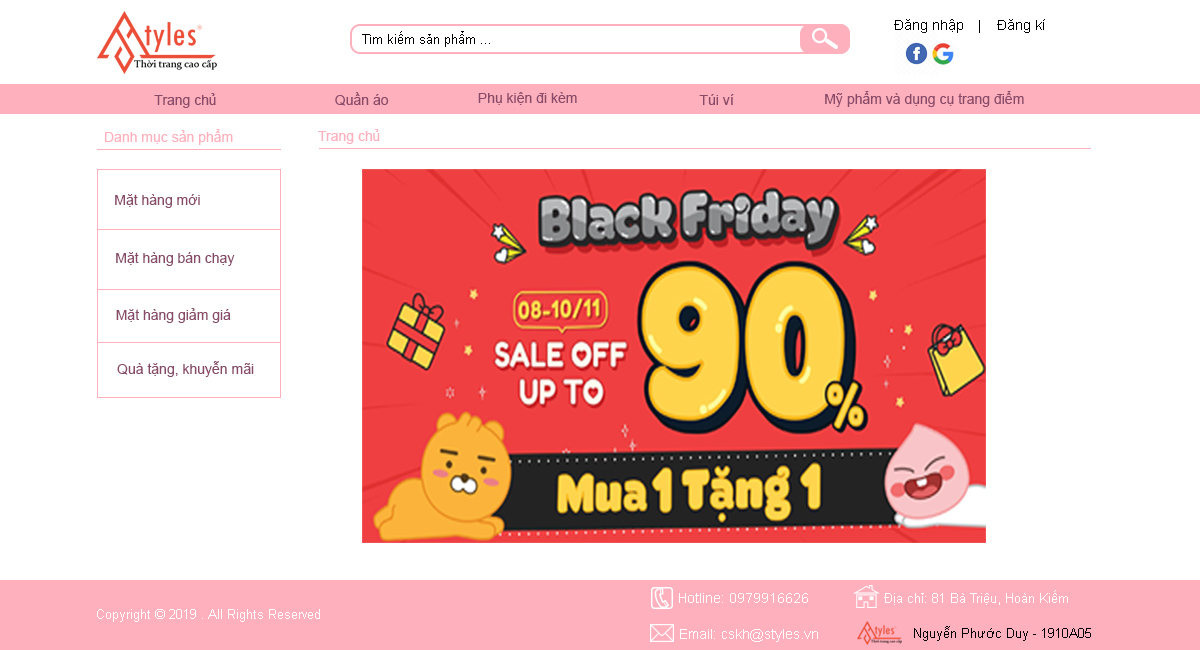 Styles
Thời trang cao cấp
Tìm kiếm sản phẩm ...
Đăng nhập | Đăng kí
Trang chủ
Quần áo
Phụ kiện đi kèm
Túi ví
Mỹ phẩm và dụng cụ trang điểm
Danh mục sản phẩm
Mặt hàng mới
Mặt hàng bán chạy
Mặt hàng giảm giá
Quà tặng, khuyễn mãi
Trang chủ
Black Friday
08-10/11
SALE OFF
UP TO
90%
Mua 1 Tặng 1
Copyright © 2019 . All Rights Reserved
Hotline: 0979916626
Email: cskh@styles.vn
Địa chỉ: 81 Bà Triệu, Hoàn Kiếm
Styles
Thời trang cao cấp
Nguyễn Phước Duy - 1910A05